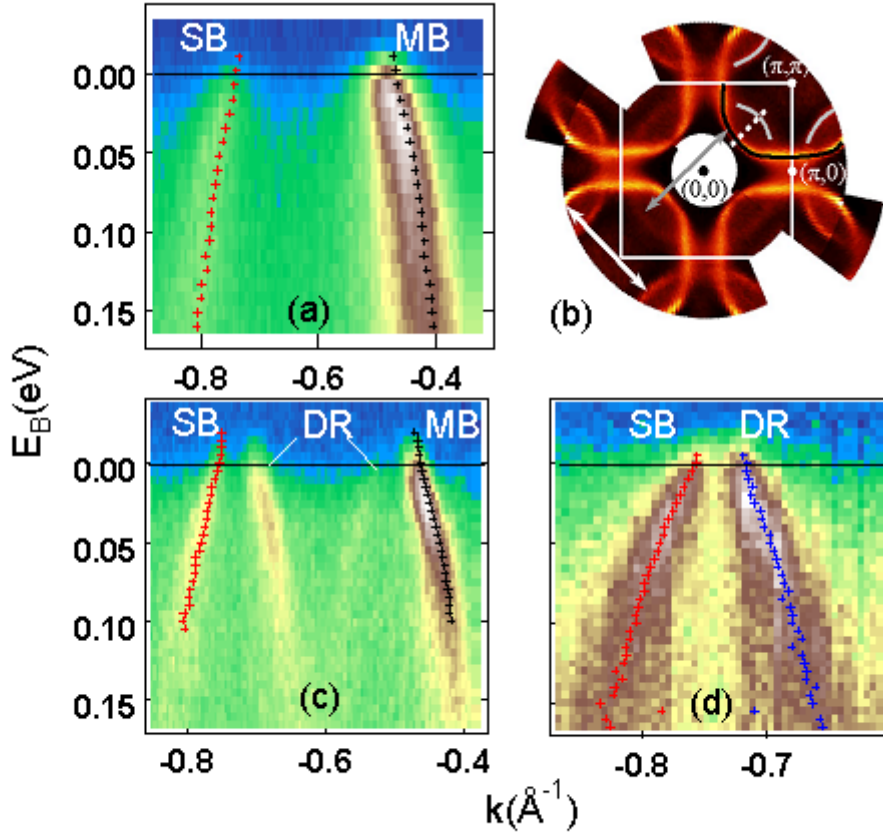 SB MB
0.00
0.05
0.10
0.15
(a)
-0.8 -0.6 -0.4
(π,π)
(π,0)
(0,0)
(b)
E_B(eV)
SB DR MB
0.00
0.05
0.10
0.15
(c)
-0.8 -0.6 -0.4
SB DR
(d)
-0.8 -0.7
k(Å⁻¹)